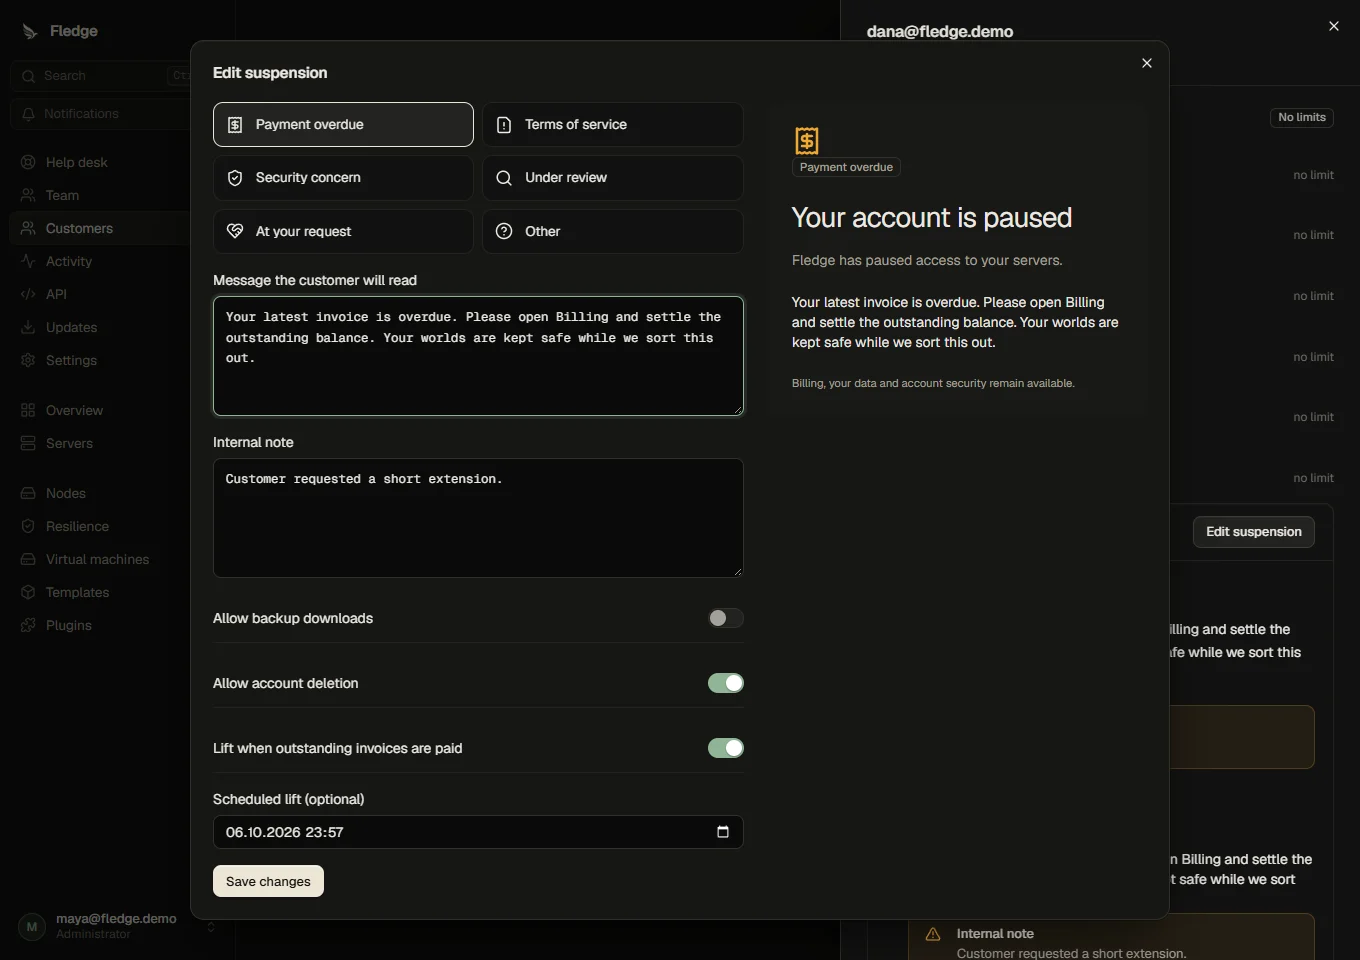 Fledge
Search
Ct
Notifications
Help desk
Team
Customers
Activity
API
Updates
Settings
Overview
Servers
Nodes
Resilience
Virtual machines
Templates
Plugins
M
maya@fledge.demo
Administrator
Edit suspension
Payment overdue
Terms of service
Security concern
Under review
At your request
Other
Message the customer will read
Your latest invoice is overdue. Please open Billing and settle the
outstanding balance. Your worlds are kept safe while we sort this
out.
Internal note
Customer requested a short extension.
Allow backup downloads
Allow account deletion
Lift when outstanding invoices are paid
Scheduled lift (optional)
06.10.2026 23:57
Save changes
Payment overdue
Your account is paused
Fledge has paused access to your servers.
Your latest invoice is overdue. Please open Billing
and settle the outstanding balance. Your worlds are
kept safe while we sort this out.
Billing, your data and account security remain available.
dana@fledge.demo
No limits
no limit
no limit
no limit
no limit
no limit
no limit
Edit suspension
illing and settle the
afe while we sort this
n Billing and settle the
t safe while we sort
Internal note
Customer requested a short extension.